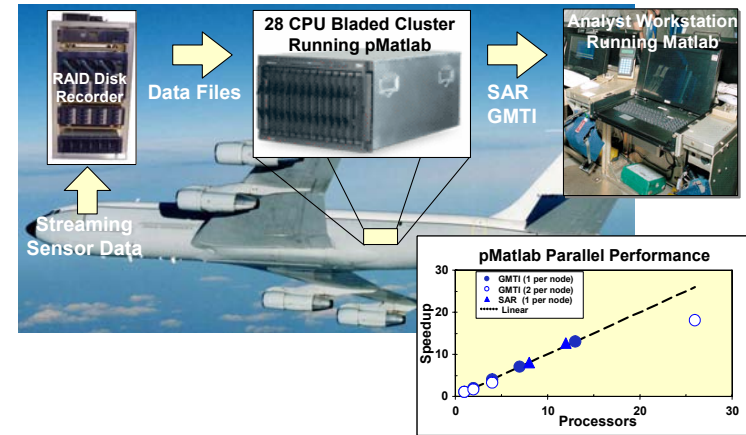 28 CPU Bladed Cluster
Running pMatlab
Analyst Workstation
Running Matlab
RAID Disk
Recorder
Data Files
SAR
GMTI
Streaming
Sensor Data
pMatlab Parallel Performance
30
20
10
0
Speedup
GMTI (1 per node)
GMTI (2 per node)
SAR (1 per node)
Linear
0
10
20
30
Processors